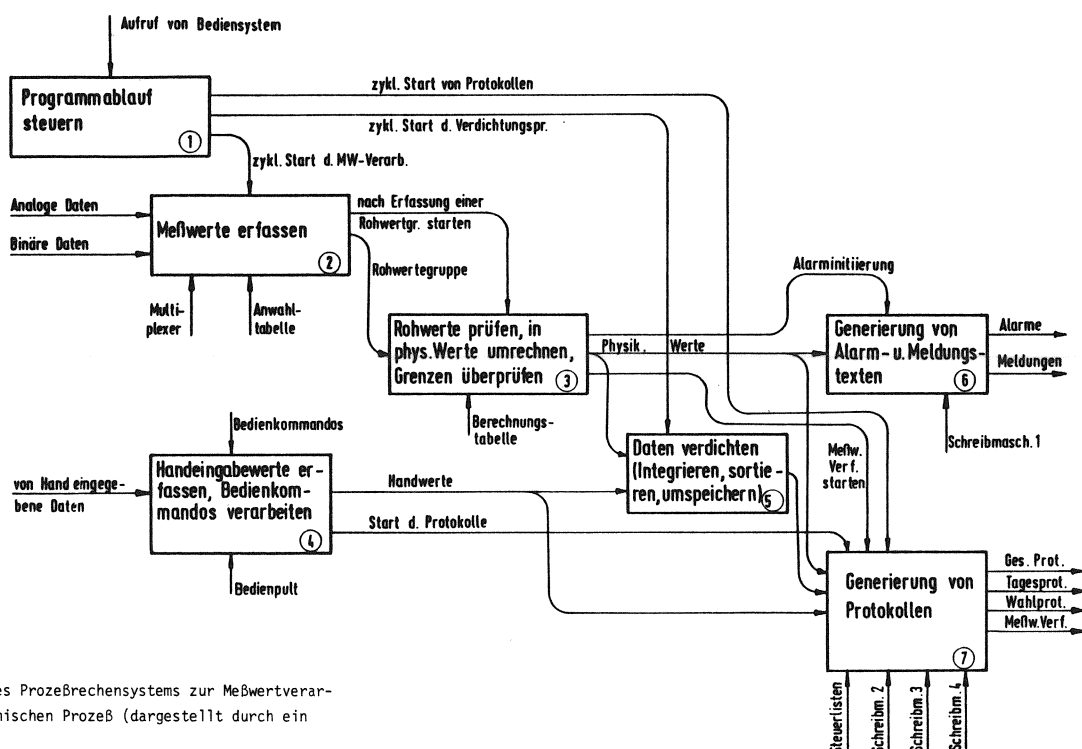 Aufruf von Bediensystem
Programmablauf
steuern
1
zykl. Start von Protokollen
zykl. Start d. Verdichtungspr.
zykl. Start d. MW-Verarb.
Analoge Daten
Binäre Daten
Meßwerte erfassen
2
nach Erfassung einer
Rohwertgr. starten
Rohwertegruppe
Multi-
plexer
Anwahl-
tabelle
Rohwerte prüfen, in
phys. Werte umrechnen,
Grenzen überprüfen
3
Physik. Werte
Alarminitiierung
Generierung von
Alarm- u. Meldungs-
texten
6
Alarme
Meldungen
Berechnungs-
tabelle
Schreibmasch. 1
Bedienkommandos
von Hand eingege-
bene Daten
Handeingabewerte er-
fassen, Bedienkom-
mandos verarbeiten
4
Handwerte
Start d. Protokolle
Bedienpult
Daten verdichten
(Integrieren, sortie-
ren, umspeichern)
5
Meßw.
Verf.
starten
Generierung von
Protokollen
7
Ges. Prot.
Tagesprot.
Wahlprot.
Meßw. Verf.
Steuerlisten
Schreibm. 2
Schreibm. 3
Schreibm. 4
es Prozeßrechensystems zur Meßwertverar-
nischen Prozeß (dargestellt durch ein